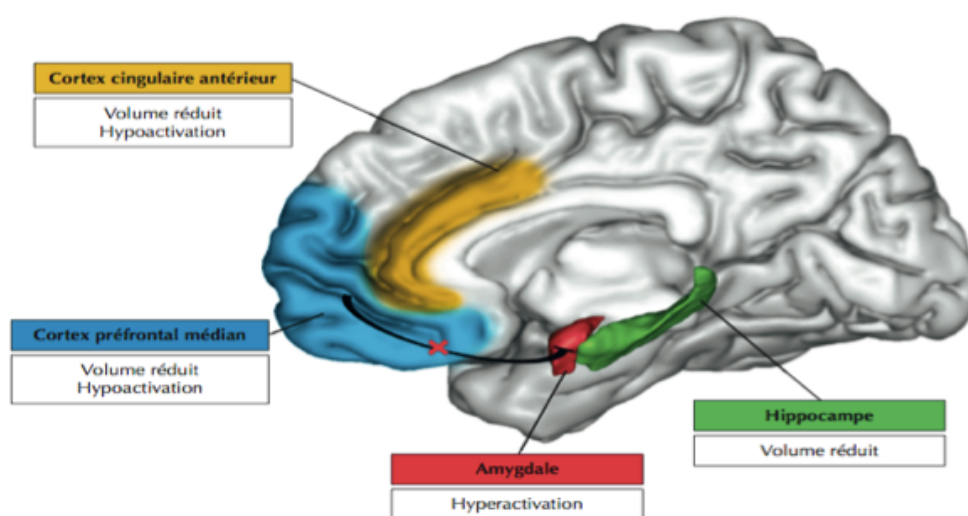 Cortex cingulaire antérieur
Volume réduit
Hypoactivation
Cortex préfrontal médian
Volume réduit
Hypoactivation
Hippocampe
Volume réduit
Amygdale
Hyperactivation